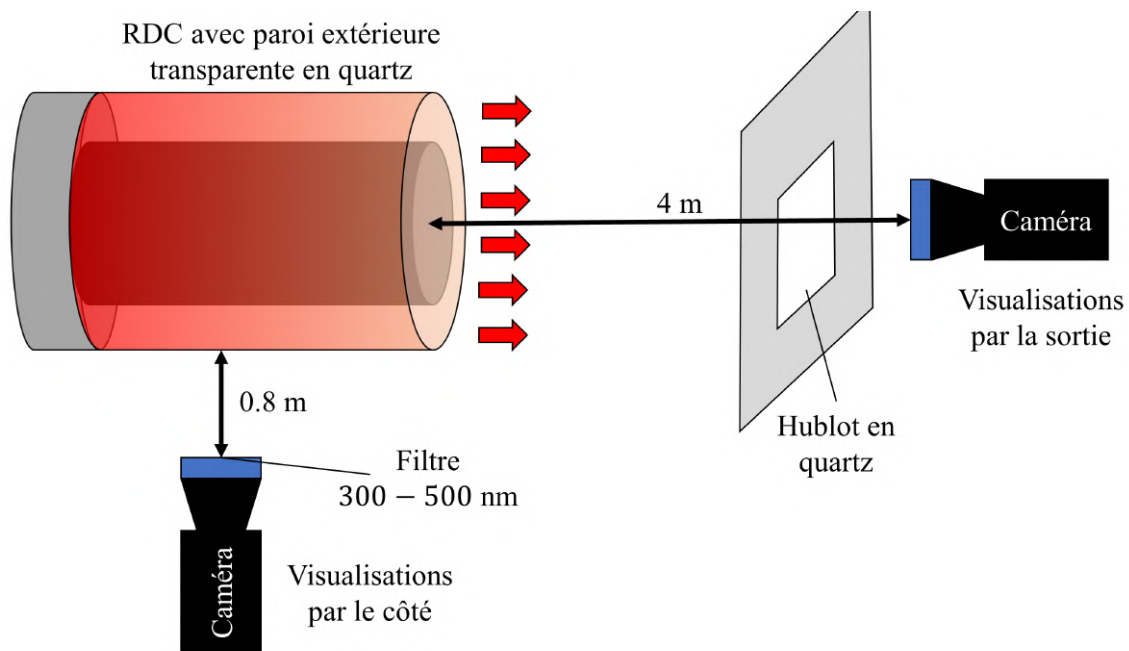 RDC avec paroi extérieure
transparente en quartz
4 m
Caméra
Visualisations
par la sortie
0.8 m
Hublot en
quartz
Filtre
300 − 500 nm
Caméra
Visualisations
par le côté